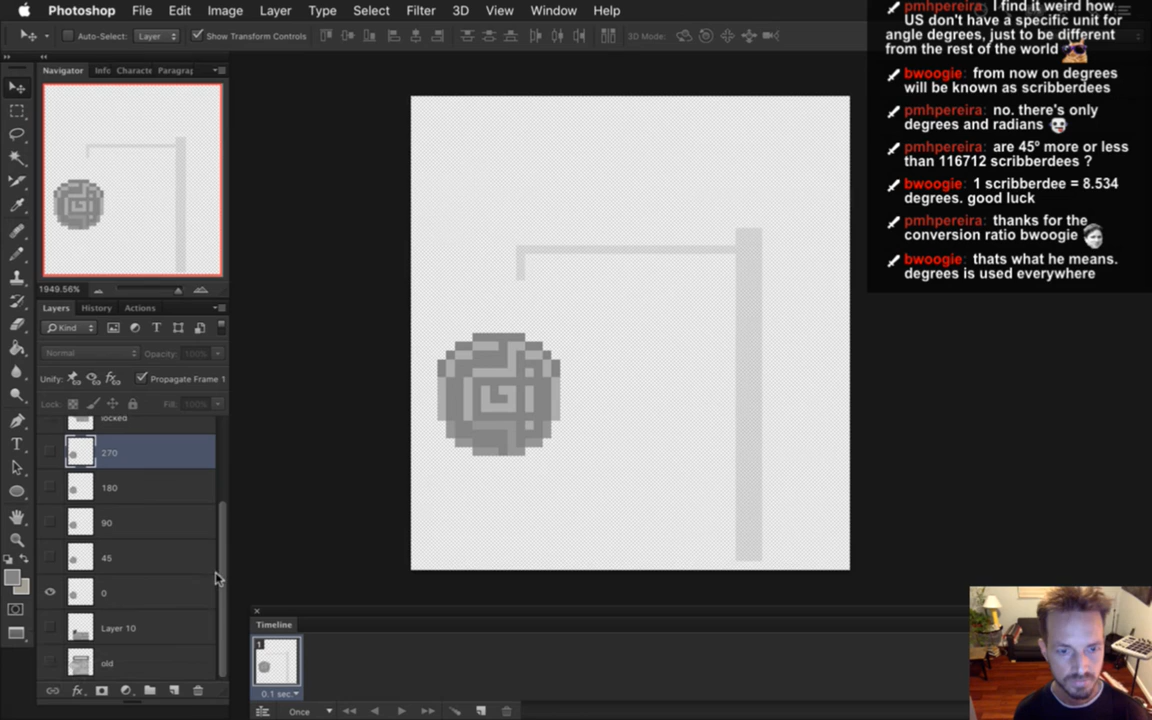 Photoshop File Edit Image Layer Type Select Filter 3D View Window Help
Auto-Select: Layer Show Transform Controls 3D Mode:
Navigator Info Characte Paragraj
1949.56%
Layers History Actions
Kind
Normal Opacity: 100%
Unify: Propagate Frame 1
Lock: Fill: 100%
locked
270
180
90
45
0
Layer 10
old
Timeline
1
0.1 sec.
Once
pmhpereira: I find it weird how
US don't have a specific unit for
angle degrees, just to be different
from the rest of the world
bwoogie: from now on degrees
will be known as scribberdees
pmhpereira: no. there's only
degrees and radians
pmhpereira: are 45º more or less
than 116712 scribberdees ?
bwoogie: 1 scribberdee = 8.534
degrees. good luck
pmhpereira: thanks for the
conversion ratio bwoogie
bwoogie: thats what he means.
degrees is used everywhere